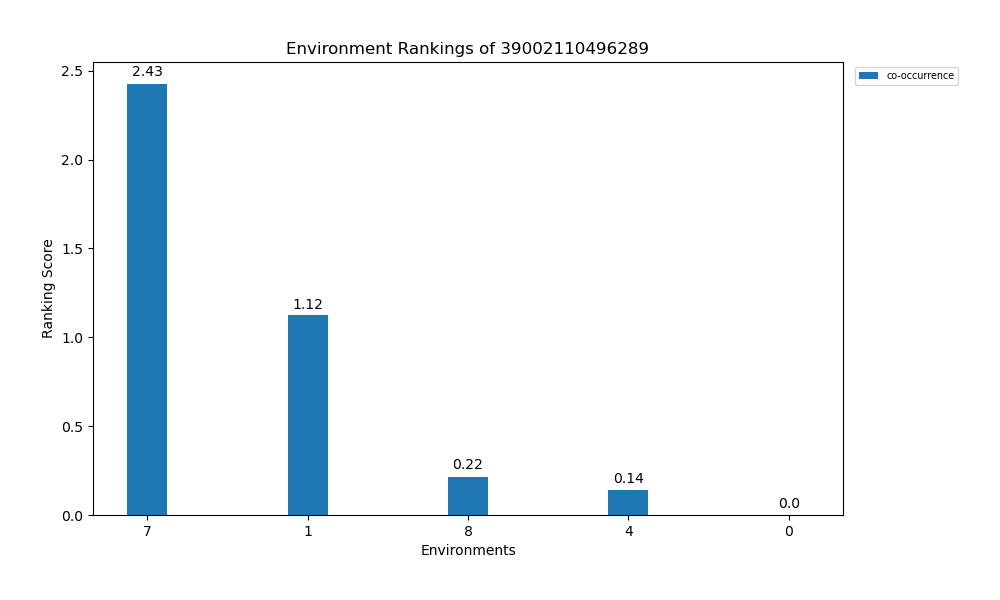 Environment Rankings of 39002110496289
co-occurrence
2.5
2.0
1.5
1.0
0.5
0.0
Ranking Score
2.43
1.12
0.22
0.14
0.0
7 1 8 4 0
Environments